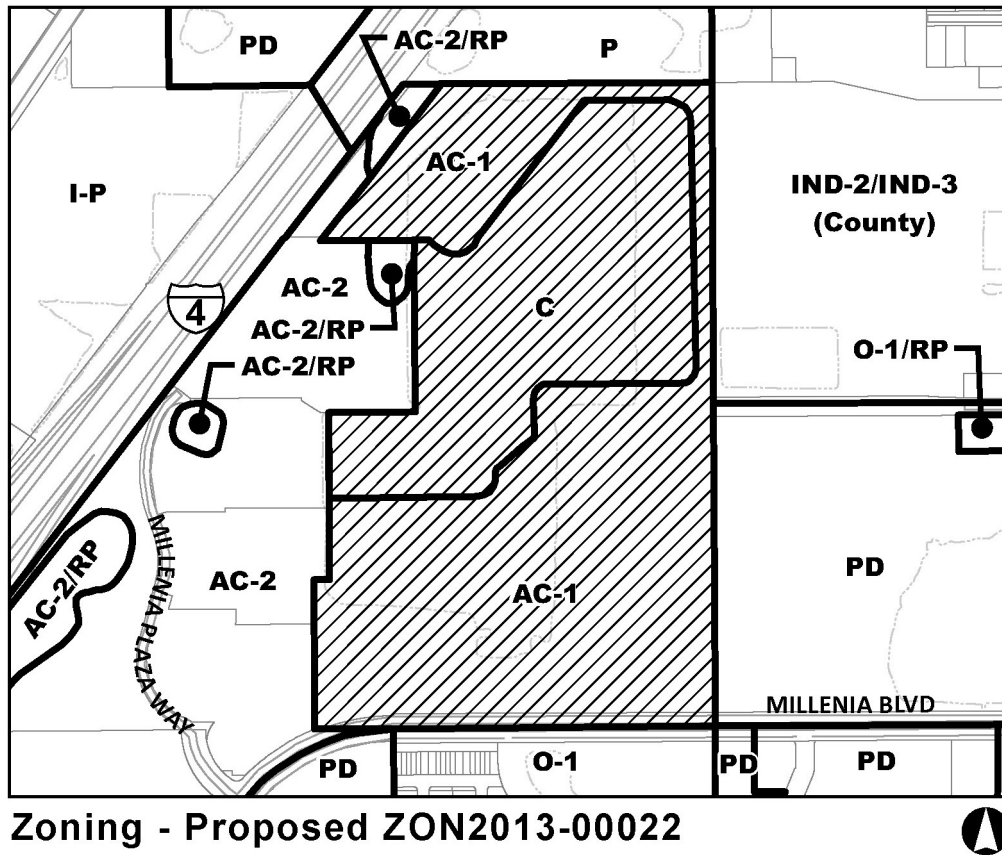 PD
AC-2/RP
P
AC-1
I-P
IND-2/IND-3
(County)
AC-2
C
4
AC-2/RP
O-1/RP
AC-2/RP
AC-2/RP
MILLENIA PLAZA WAY
AC-2
AC-1
PD
MILLENIA BLVD
PD
O-1
PD
PD
Zoning - Proposed ZON2013-00022